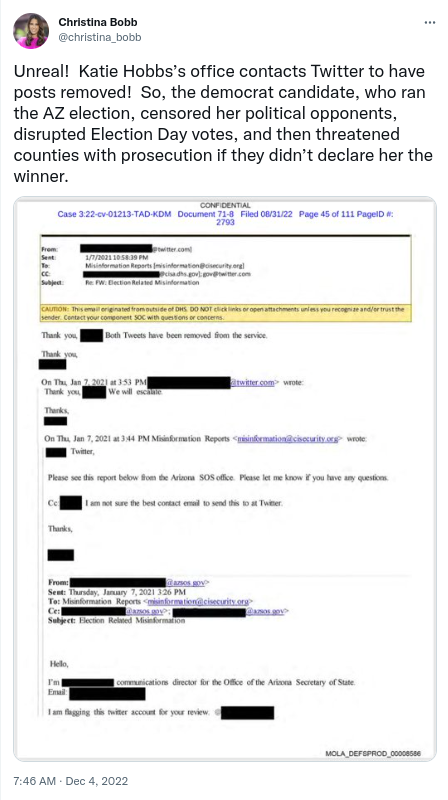 Christina Bobb
@christina_bobb
Unreal! Katie Hobbs's office contacts Twitter to have
posts removed! So, the democrat candidate, who ran
the AZ election, censored her political opponents,
disrupted Election Day votes, and then threatened
counties with prosecution if they didn't declare her the
winner.
CONFIDENTIAL
Case 3:22-cv-01213-TAD-KDM Document 71-8 Filed 08/31/22 Page 45 of 111 PageID #:
2793
From: @twitter.com]
Sent: 1/7/2021 10:58:39 PM
To: Misinformation Reports [misinformation@cisecurity.org]
CC: @cisa.dhs.gov]; gov@twitter.com
Subject: Re: FW: Election Related Misinformation
CAUTION: This email originated from outside of DHS. DO NOT click links or open attachments unless you recognize and/or trust the
sender. Contact your component SOC with questions or concerns.
Thank you, Both Tweets have been removed from the service.
Thank you,
On Thu, Jan 7, 2021 at 3:53 PM @twitter.com> wrote:
Thank you, We will escalate.
Thanks,
On Thu, Jan 7, 2021 at 3:44 PM Misinformation Reports <misinformation@cisecurity.org> wrote:
Twitter,
Please see this report below from the Arizona SOS office. Please let me know if you have any questions.
Cc: I am not sure the best contact email to send this to at Twitter.
Thanks,
From: @azsos.gov>
Sent: Thursday, January 7, 2021 3:26 PM
To: Misinformation Reports <misinformation@cisecurity.org>
Cc: @azsos.gov>; @azsos.gov>
Subject: Election Related Misinformation
Hello,
I'm communications director for the Office of the Arizona Secretary of State.
Email:
I am flagging this twitter account for your review. @
MOLA_DEFSPROD_00008586
7:46 AM · Dec 4, 2022